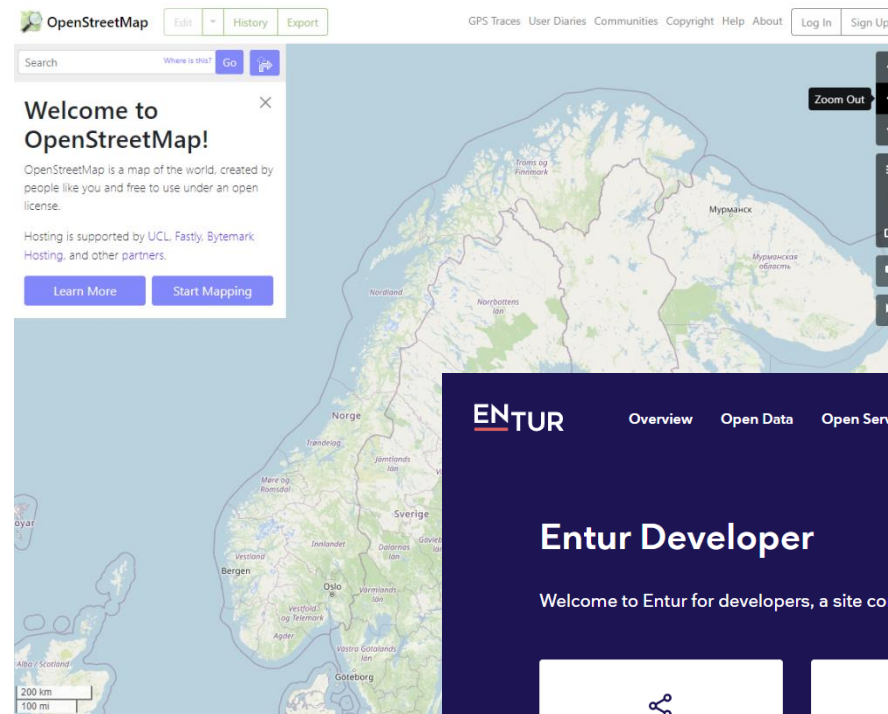 OpenStreetMap
Edit
History
Export
GPS Traces User Diaries Communities Copyright Help About
Log In
Sign Up
Search
Where is this?
Go
Zoom Out
Welcome to
OpenStreetMap!
OpenStreetMap is a map of the world, created by
people like you and free to use under an open
license.
Hosting is supported by UCL, Fastly, Bytemark
Hosting, and other partners.
Learn More
Start Mapping
Troms og
Finnmark
Мурманск
Мурманская
область
Nordland
Norrbottens
län
Norge
Trøndelag
Jämtlands
län
Møre og
Romsdal
Sverige
Innlandet
Dalarnas
län
Vestland
Bergen
Oslo
Värmlands
län
Vestfold
og Telemark
Agder
Västra Götalands
län
Göteborg
Alba / Scotland
200 km
100 mi
ENTUR
Overview
Open Data
Open Serv
Entur Developer
Welcome to Entur for developers, a site co